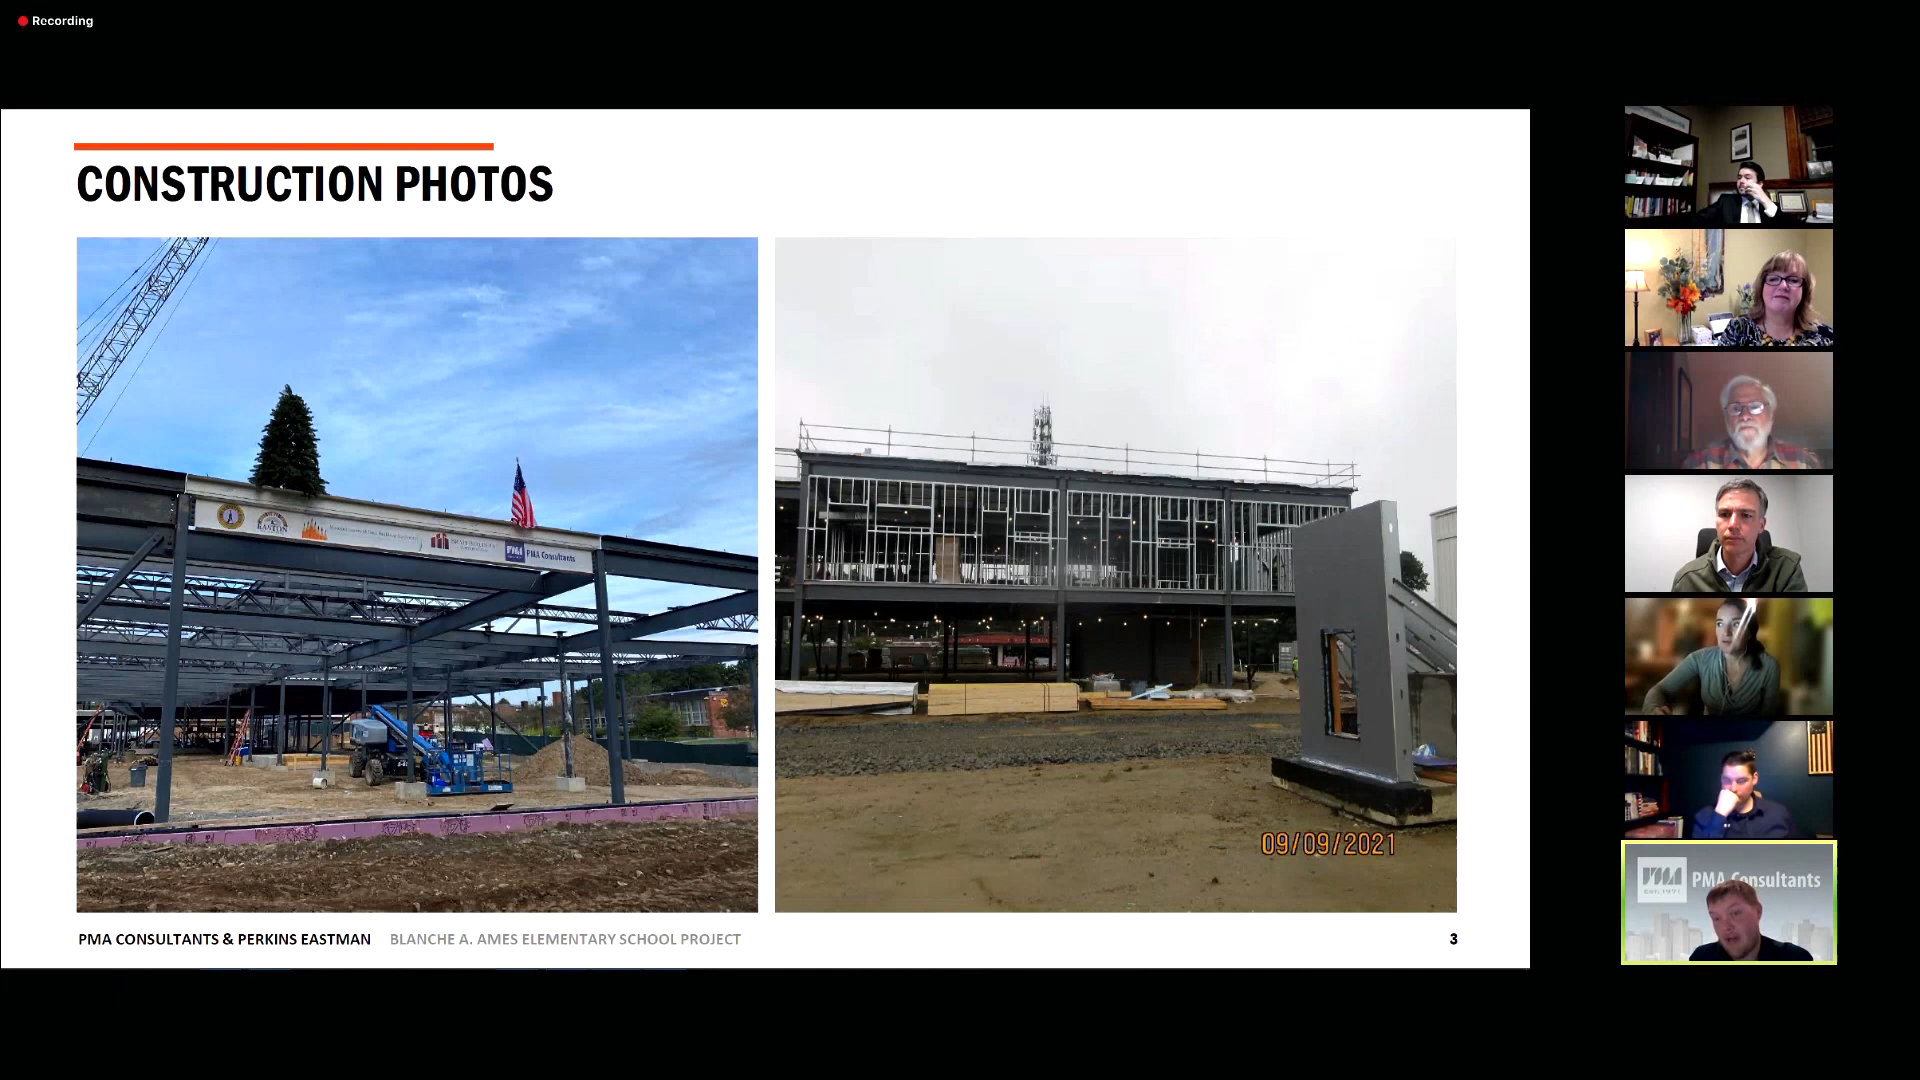 Recording
CONSTRUCTION PHOTOS
EASTON
PMA Consultants
09/09/2021
PMA CONSULTANTS & PERKINS EASTMAN BLANCHE A. AMES ELEMENTARY SCHOOL PROJECT
3
PMA Consultants